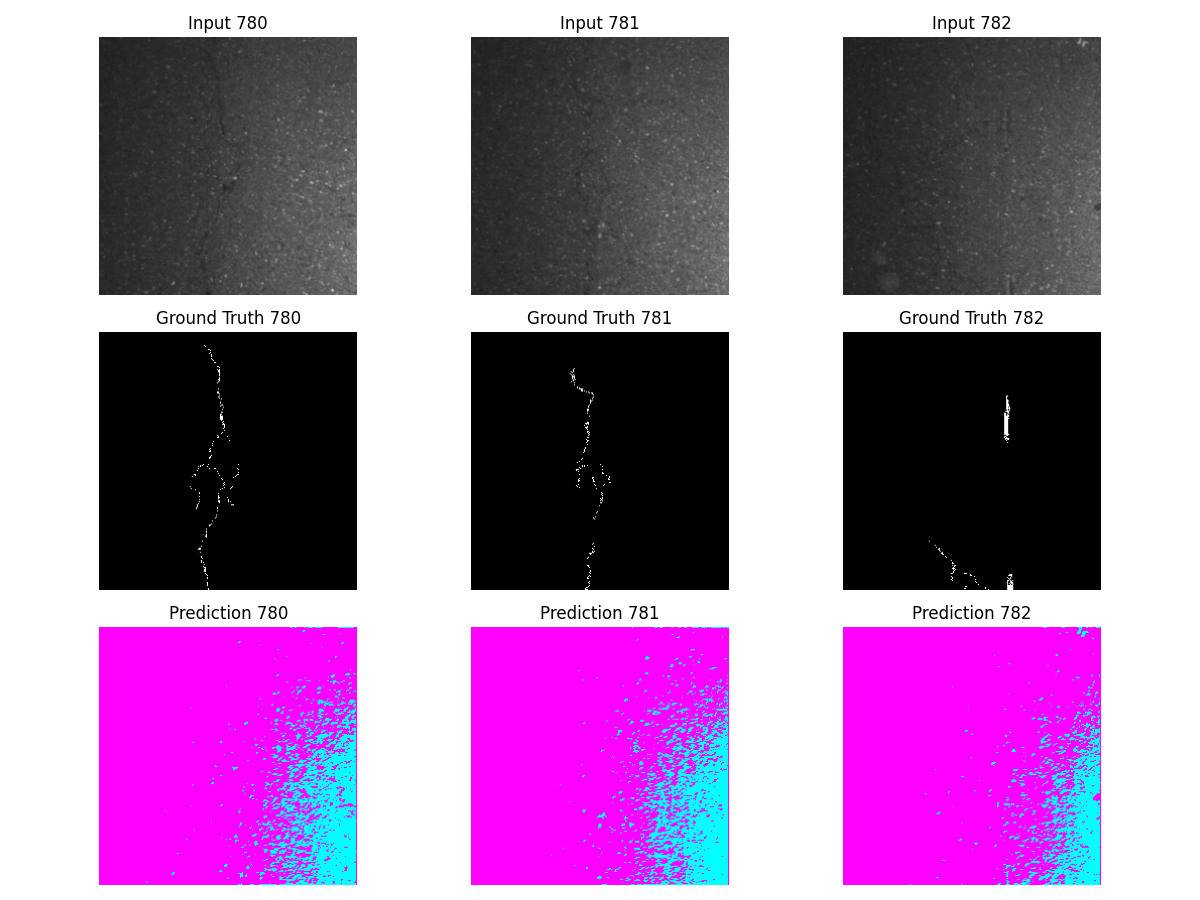 Input 780
Input 781
Input 782
Ground Truth 780
Ground Truth 781
Ground Truth 782
Prediction 780
Prediction 781
Prediction 782